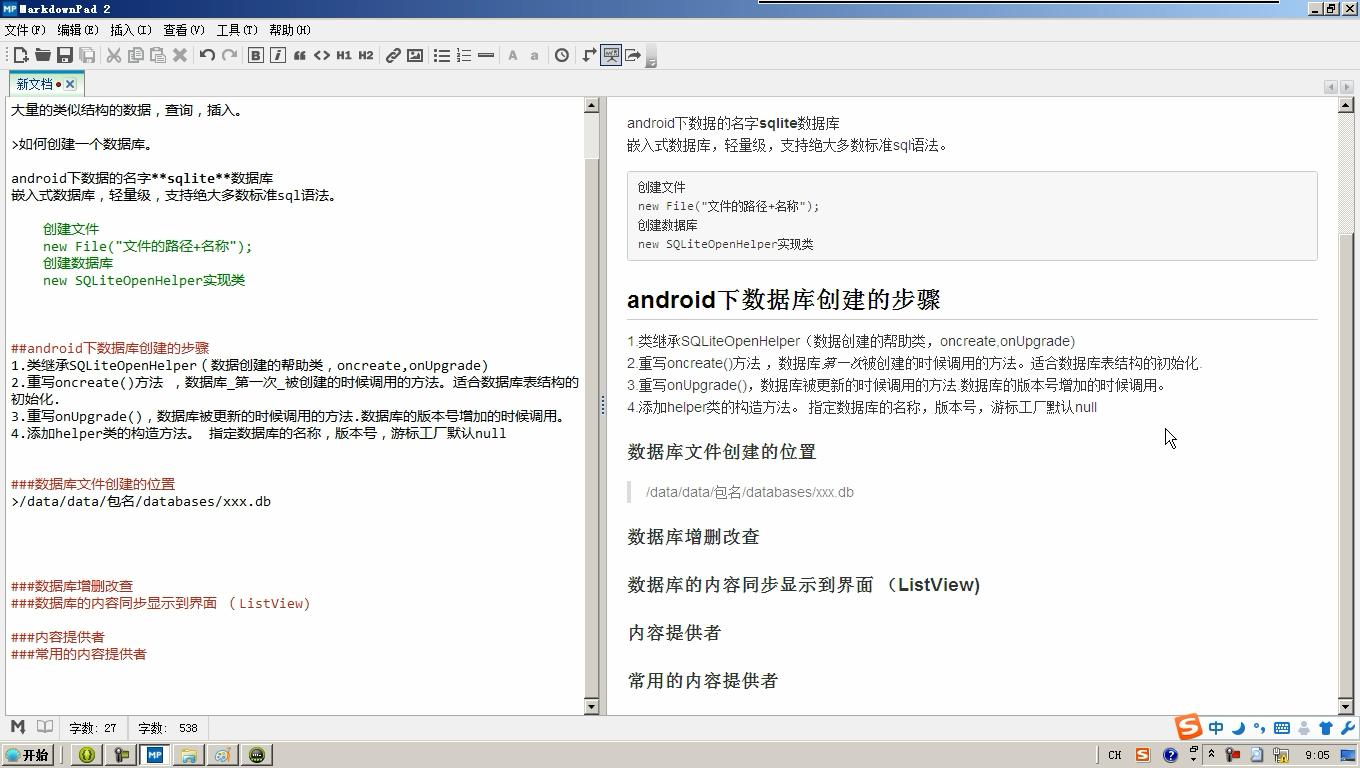 MarkdownPad 2
文件(F) 编辑(E) 插入(I) 查看(V) 工具(T) 帮助(H)
B i H1 H2 A a
新文档
大量的类似结构的数据，查询，插入。
>如何创建一个数据库。
android下数据的名字**sqlite**数据库
嵌入式数据库，轻量级，支持绝大多数标准sql语法。
创建文件
new File("文件的路径+名称");
创建数据库
new SQLiteOpenHelper实现类
##android下数据库创建的步骤
1.类继承SQLiteOpenHelper（数据创建的帮助类，oncreate,onUpgrade)
2.重写oncreate()方法 ，数据库_第一次_被创建的时候调用的方法。适合数据库表结构的
初始化.
3.重写onUpgrade()，数据库被更新的时候调用的方法.数据库的版本号增加的时候调用。
4.添加helper类的构造方法。 指定数据库的名称，版本号，游标工厂默认null
###数据库文件创建的位置
>/data/data/包名/databases/xxx.db
###数据库增删改查
###数据库的内容同步显示到界面 （ListView)
###内容提供者
###常用的内容提供者
android下数据的名字sqlite数据库
嵌入式数据库，轻量级，支持绝大多数标准sql语法。
创建文件
new File("文件的路径+名称");
创建数据库
new SQLiteOpenHelper实现类
android下数据库创建的步骤
1.类继承SQLiteOpenHelper（数据创建的帮助类，oncreate,onUpgrade)
2.重写oncreate()方法 ，数据库第一次被创建的时候调用的方法。适合数据库表结构的初始化.
3.重写onUpgrade()，数据库被更新的时候调用的方法.数据库的版本号增加的时候调用。
4.添加helper类的构造方法。 指定数据库的名称，版本号，游标工厂默认null
数据库文件创建的位置
/data/data/包名/databases/xxx.db
数据库增删改查
数据库的内容同步显示到界面 （ListView)
内容提供者
常用的内容提供者
字数: 27 字数: 538
S 中
开始 MP CH S 9:05